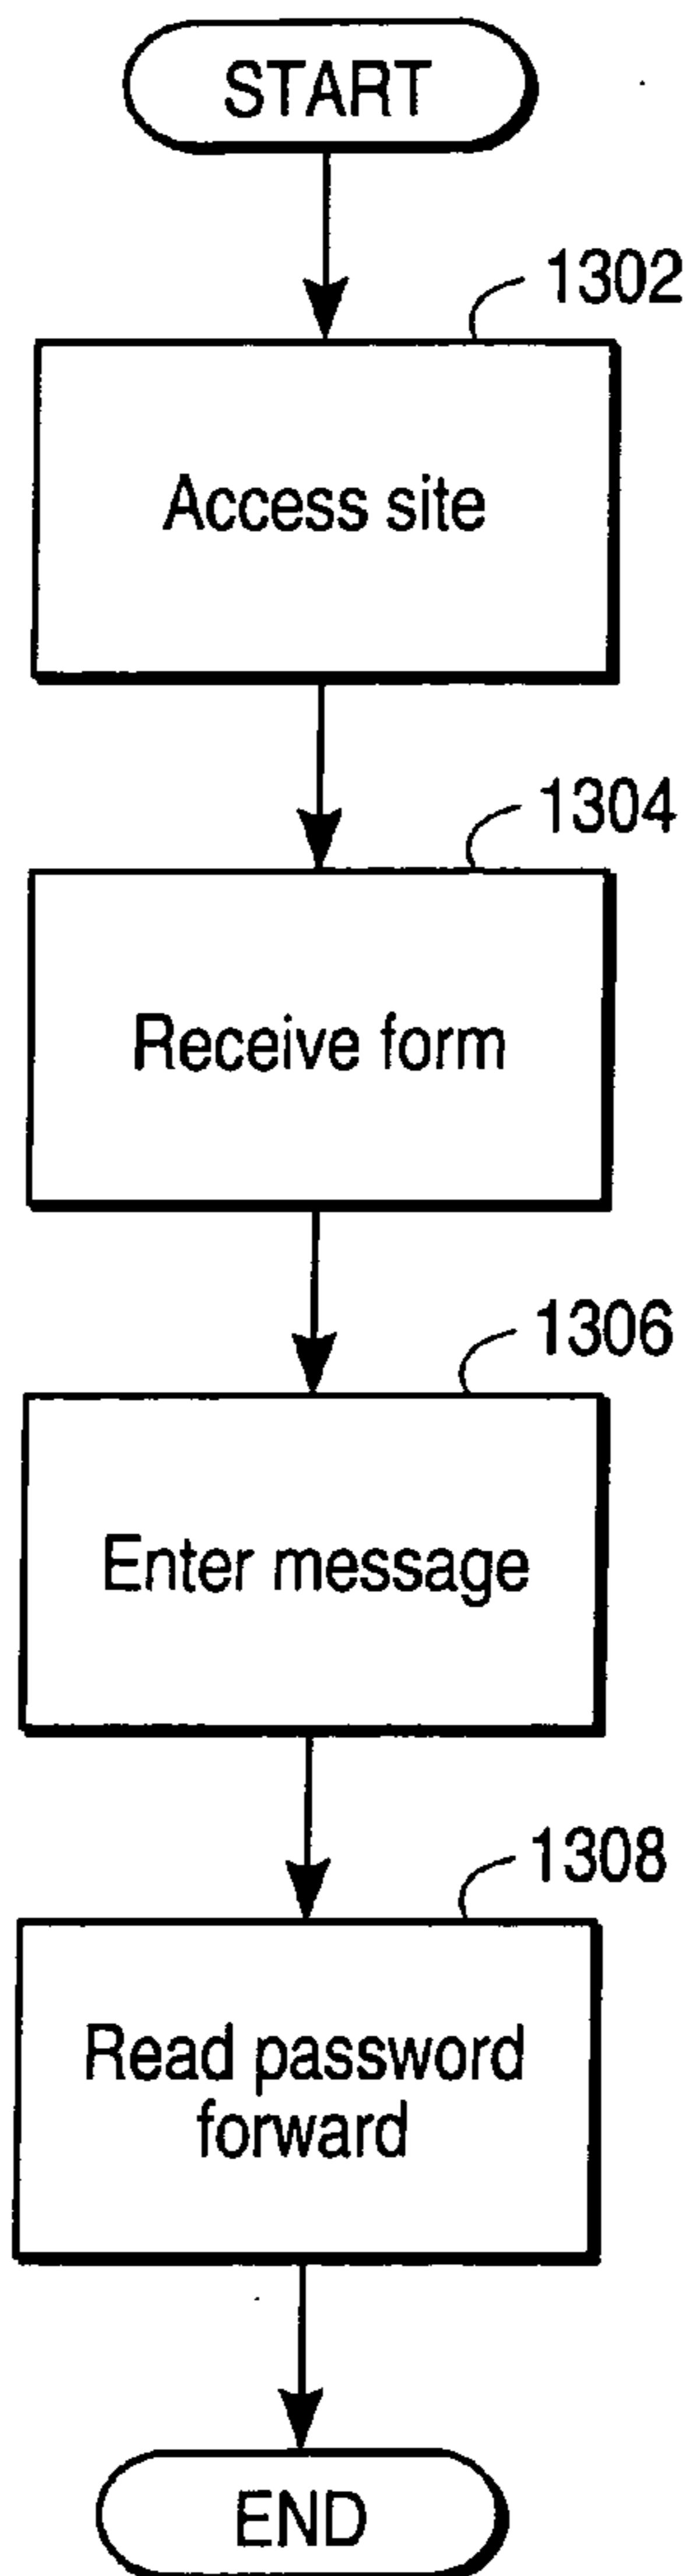 START
1302
Access site
1304
Receive form
1306
Enter message
1308
Read password
forward
END